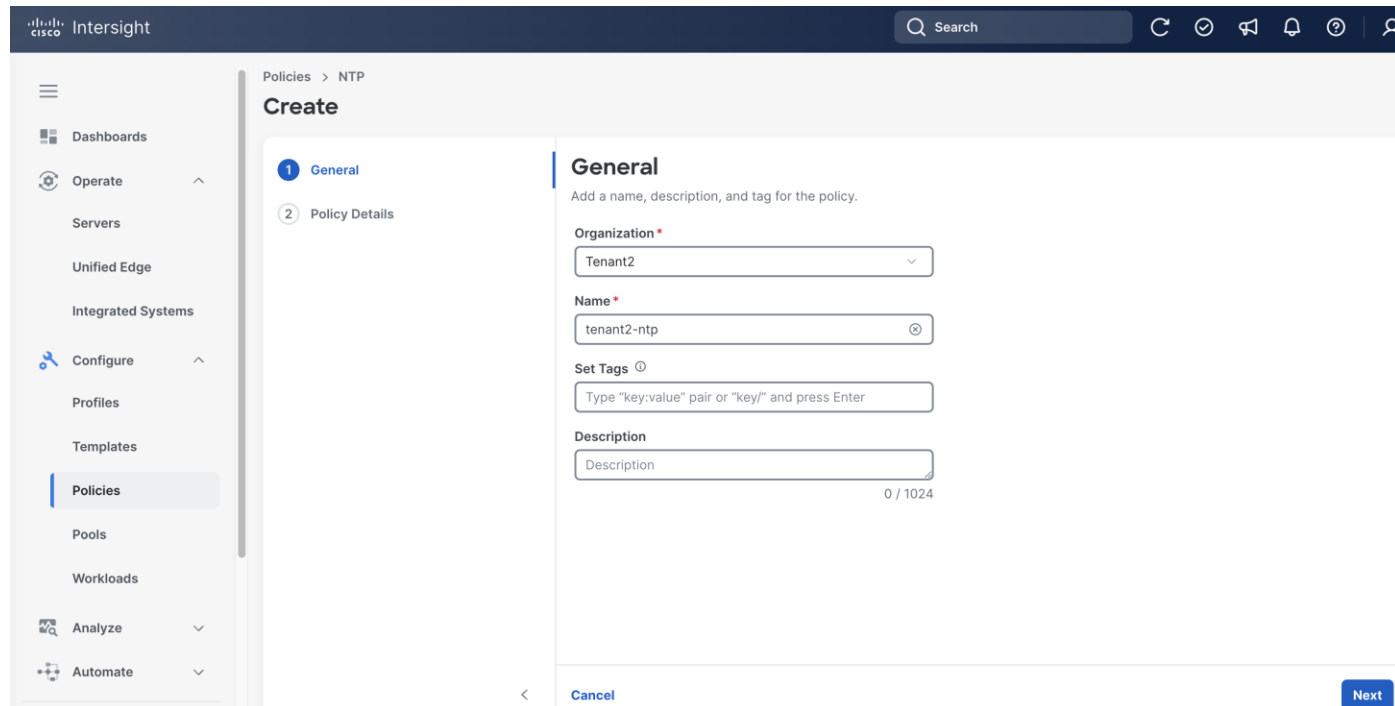 cisco Intersight
Search
Policies > NTP
Create
Dashboards
Operate
Servers
Unified Edge
Integrated Systems
Configure
Profiles
Templates
Policies
Pools
Workloads
Analyze
Automate
1 General
2 Policy Details
General
Add a name, description, and tag for the policy.
Organization *
Tenant2
Name *
tenant2-ntp
Set Tags
Type "key:value" pair or "key/" and press Enter
Description
Description
0 / 1024
Cancel
Next